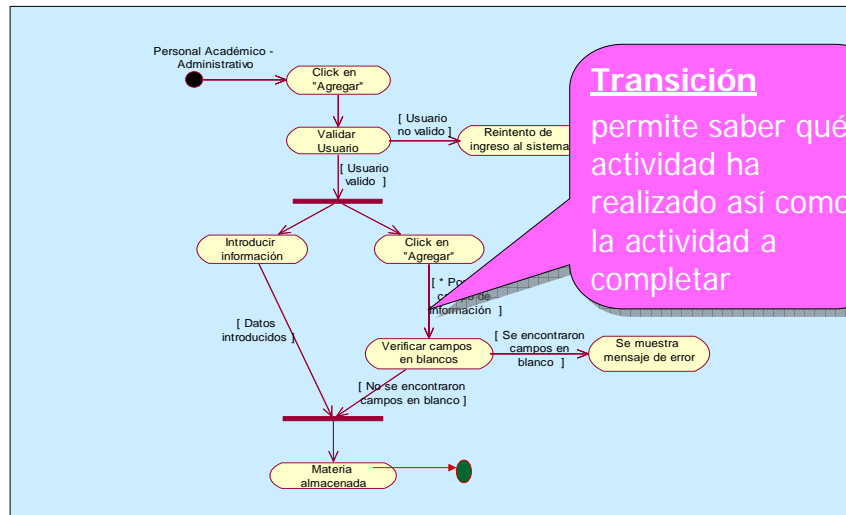 Personal Académico -
Administrativo
Click en
"Agregar"
[ Usuario
no valido ]
Validar
Usuario
Reintento de
ingreso al sistema
[ Usuario
valido ]
Introducir
información
Click en
"Agregar"
[ * Po
información ]
[ Datos
introducidos ]
Verificar campos
en blancos
[ Se encontraron
campos en
blanco ]
Se muestra
mensaje de error
[ No se encontraron
campos en blanco ]
Materia
almacenada
Transición
permite saber qué
actividad ha
realizado así como
la actividad a
completar